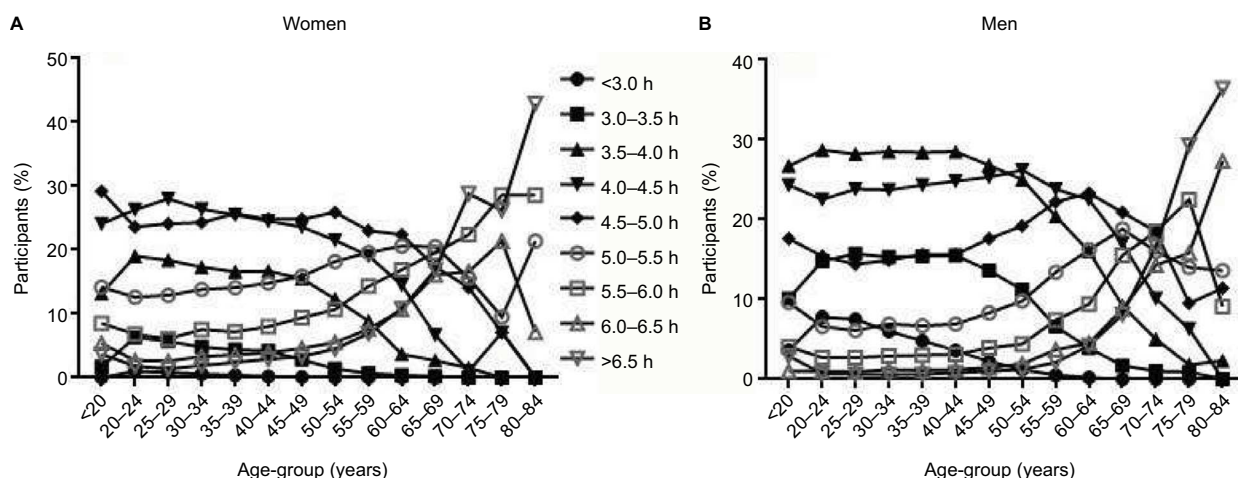 A
Women
50
40
30
20
10
0
Participants (%)
<20
20–24
25–29
30–34
35–39
40–44
45–49
50–54
55–59
60–64
65–69
70–74
75–79
80–84
Age-group (years)
<3.0 h
3.0–3.5 h
3.5–4.0 h
4.0–4.5 h
4.5–5.0 h
5.0–5.5 h
5.5–6.0 h
6.0–6.5 h
>6.5 h
B
Men
40
30
20
10
0
Participants (%)
<20
20–24
25–29
30–34
35–39
40–44
45–49
50–54
55–59
60–64
65–69
70–74
75–79
80–84
Age-group (years)